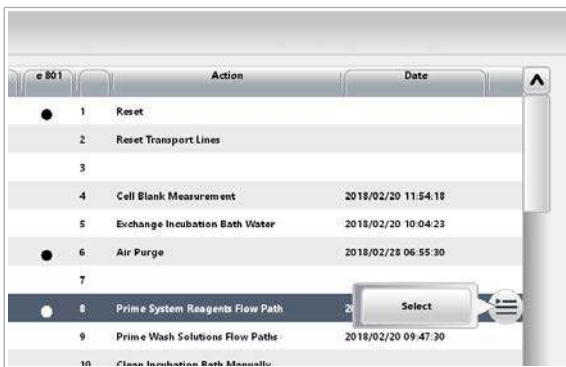 e 801 Action Date
1 Reset
2 Reset Transport Lines
3
4 Cell Blank Measurement 2018/02/20 11:54:18
5 Exchange Incubation Bath Water 2018/02/20 10:04:23
6 Air Purge 2018/02/28 06:55:30
7
8 Prime System Reagents Flow Path 20 Select
9 Prime Wash Solutions Flow Paths 2018/02/20 09:47:30
10 Clean Incubation Bath Manually